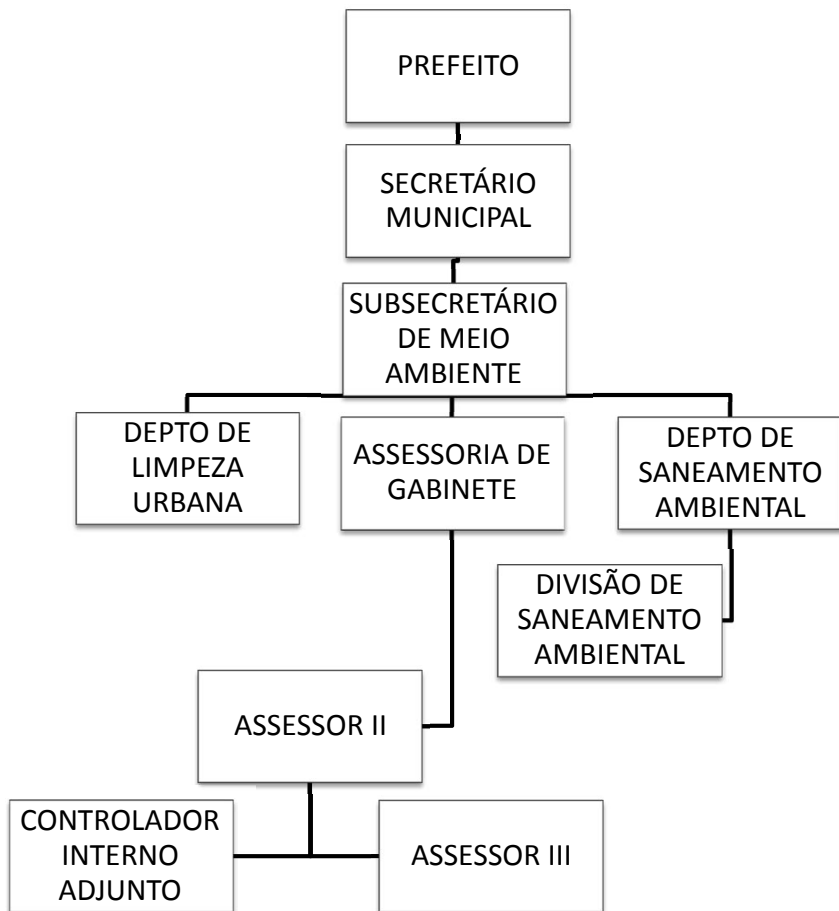 PREFEITO
SECRETÁRIO
MUNICIPAL
SUBSECRETÁRIO
DE MEIO
AMBIENTE
DEPTO DE
LIMPEZA
URBANA
ASSESSORIA DE
GABINETE
DEPTO DE
SANEAMENTO
AMBIENTAL
DIVISÃO DE
SANEAMENTO
AMBIENTAL
ASSESSOR II
CONTROLADOR
INTERNO
ADJUNTO
ASSESSOR III